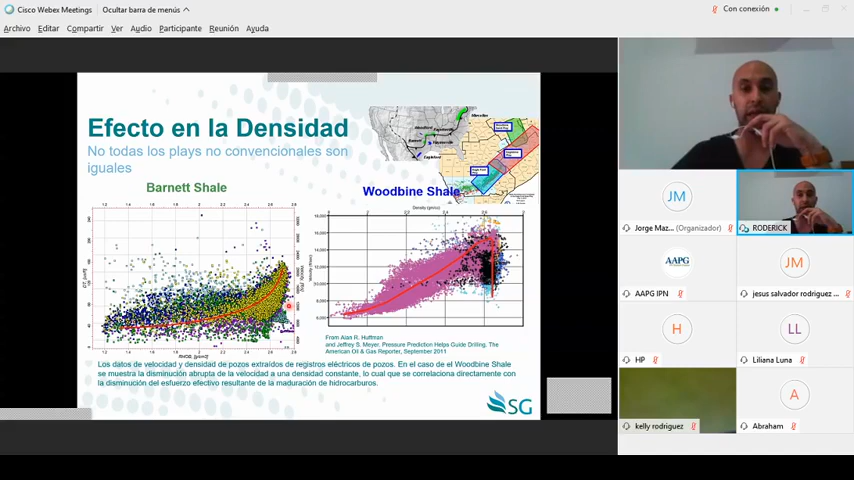 Cisco Webex Meetings
Ocultar barra de menús
Con conexión
Archivo Editar Compartir Ver Audio Participante Reunión Ayuda
Efecto en la Densidad
No todas los plays no convencionales son
iguales
Barnett Shale
Woodbine Shale
Density (gm/cc)
RHOB
From Alan R. Huffman
and Jeffrey S. Meyer, Pressure Prediction Helps Guide Drilling, The
American Oil & Gas Reporter, September 2011
Los datos de velocidad y densidad de pozos extraídos de registros eléctricos de pozos. En el caso de el Woodbine Shale
se muestra la disminución abrupta de la velocidad a una densidad constante, lo cual que se correlaciona directamente con
la disminución del esfuerzo efectivo resultante de la maduración de hidrocarburos.
SG
JM
Jorge Maz... (Organizador)
RODERICK
AAPG
AAPG IPN
JM
jesus salvador rodriguez ...
H
HP
LL
Liliana Luna
kelly rodriguez
A
Abraham